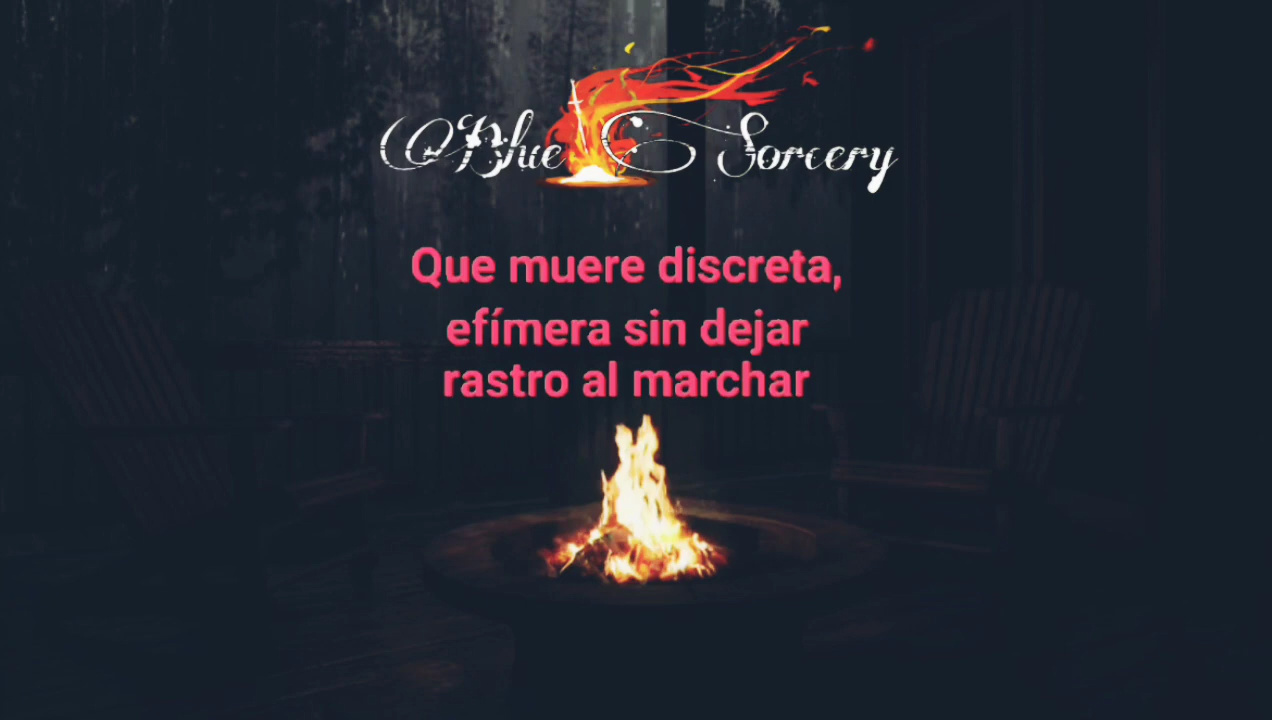 Blue Sorcery
Que muere discreta,
efímera sin dejar
rastro al marchar